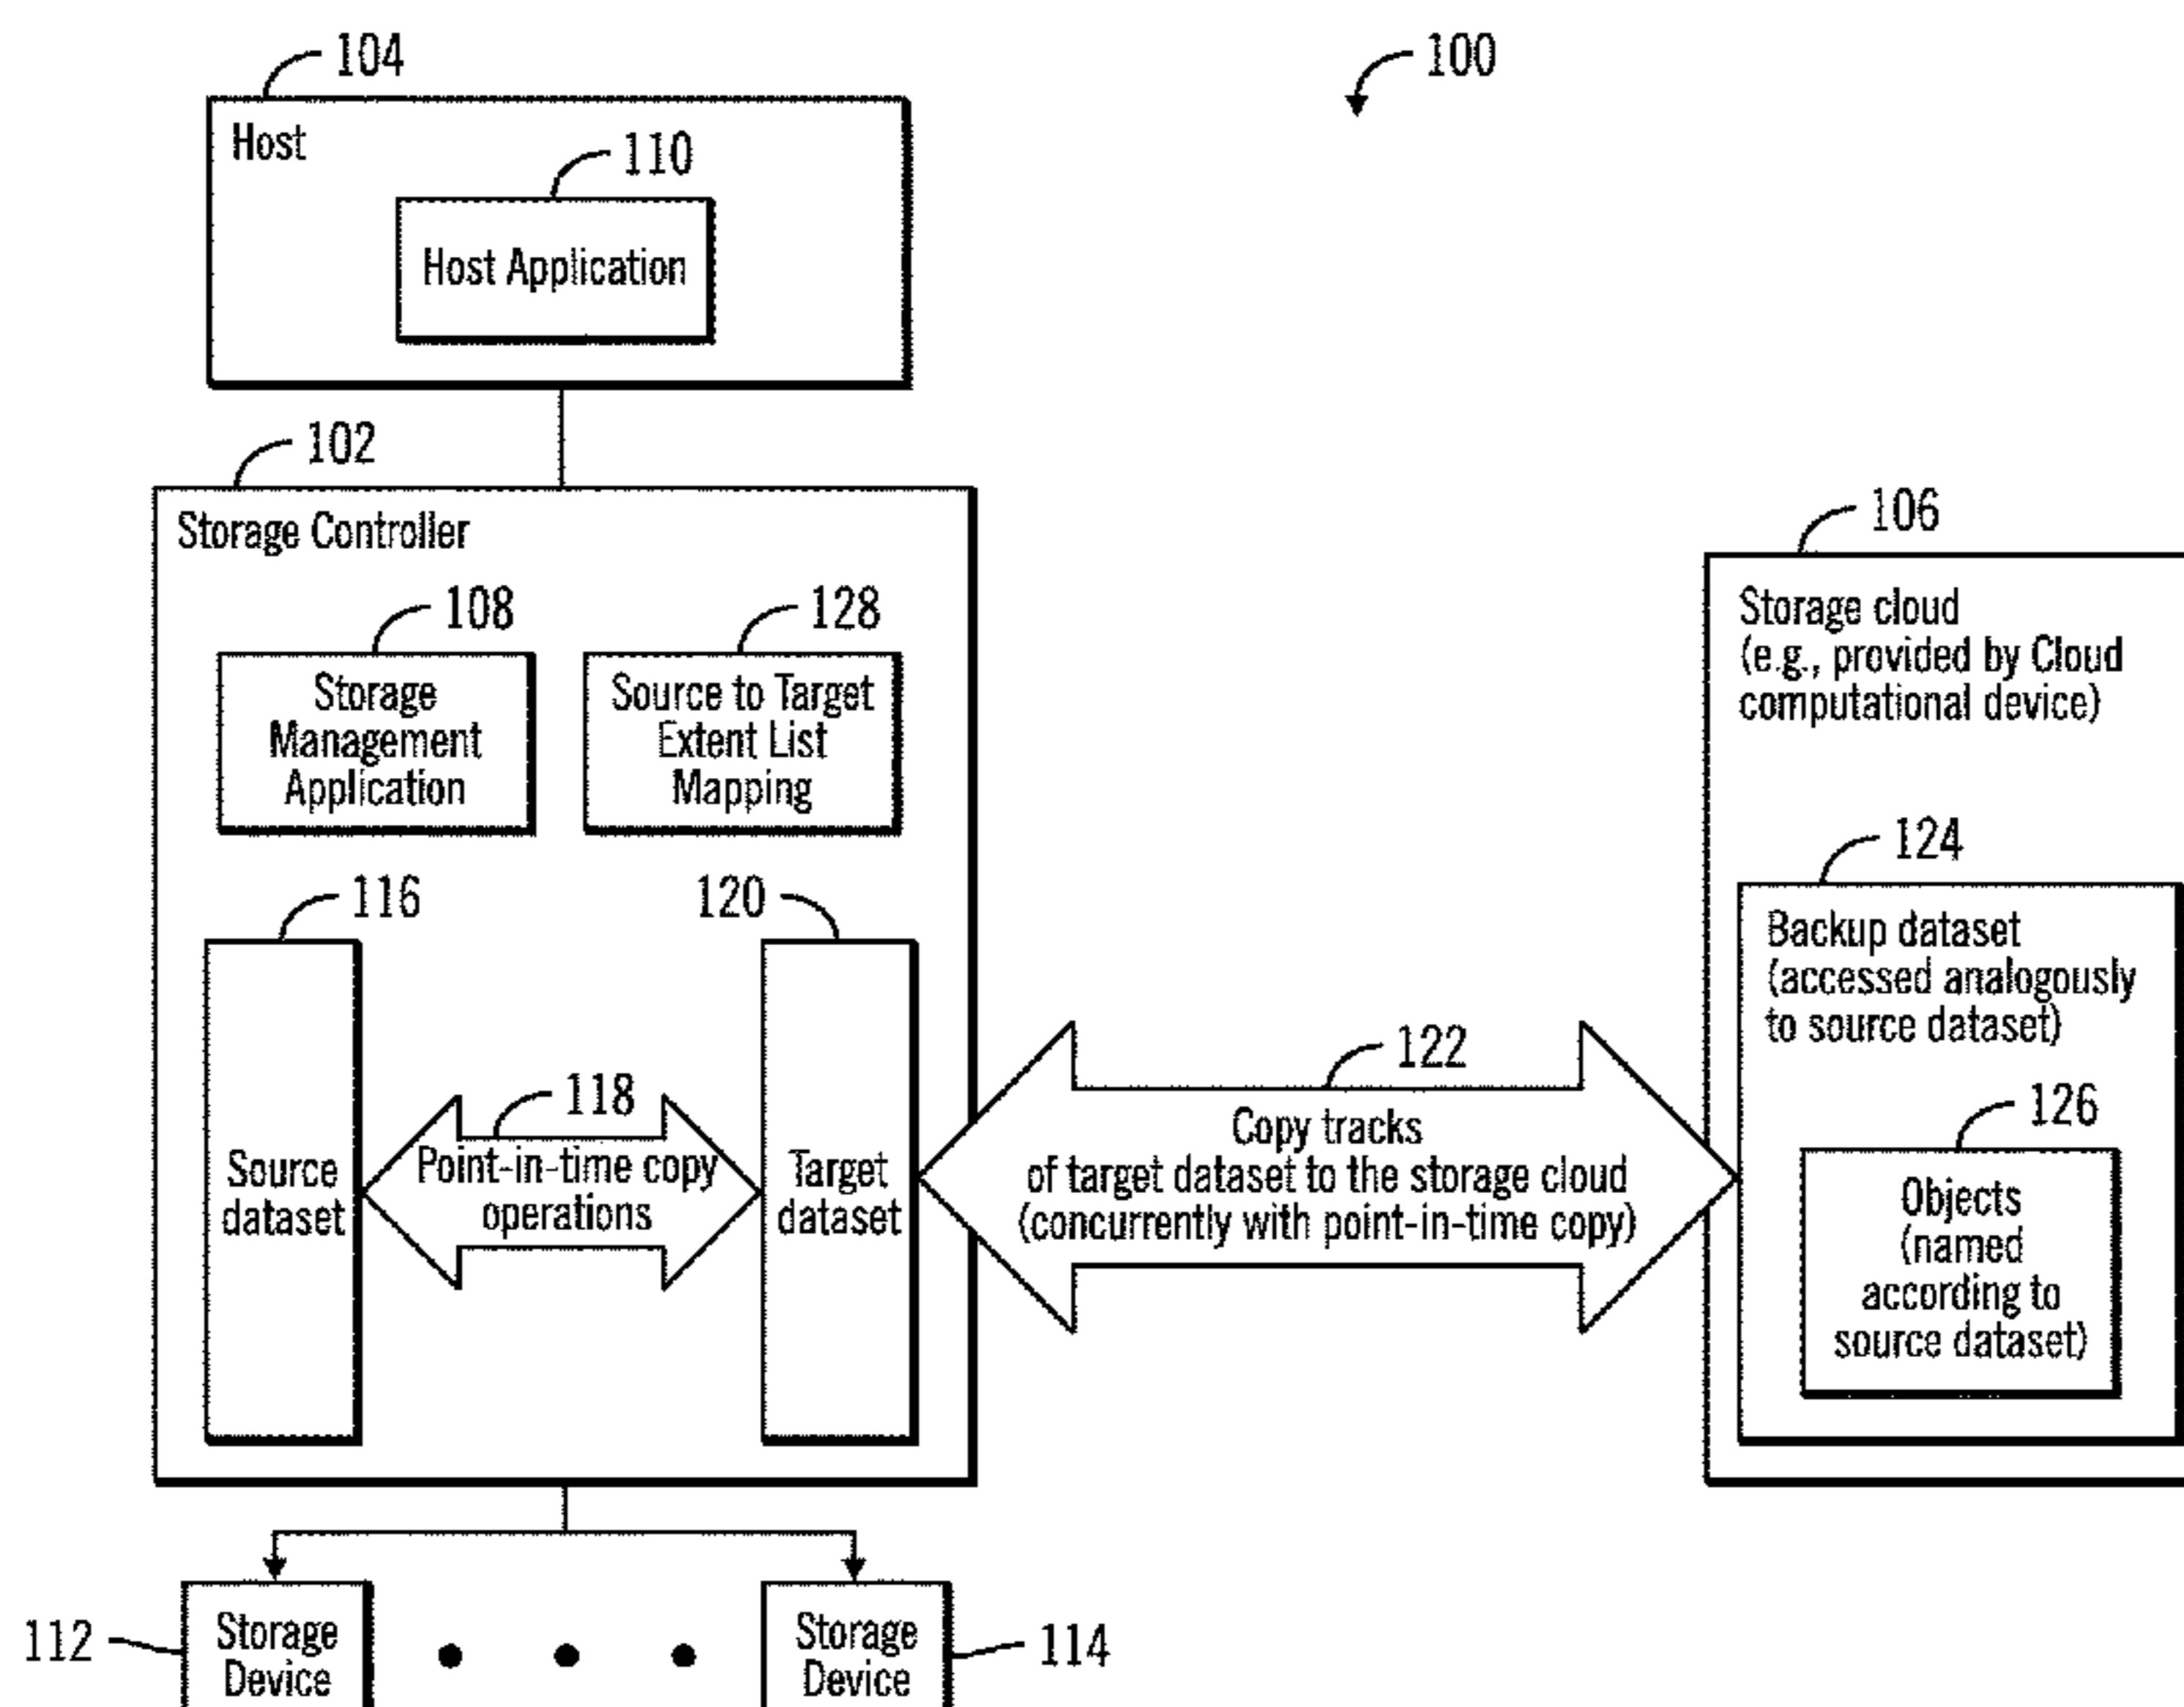 104
100
Host
110
Host Application
102
Storage Controller
106
Storage cloud
(e.g., provided by Cloud
computational device)
108
Storage
Management
Application
128
Source to Target
Extent List
Mapping
116
120
124
Backup dataset
(accessed analogously
to source dataset)
118
Point-in-time copy
operations
Source
dataset
Target
dataset
122
Copy tracks
of target dataset to the storage cloud
(concurrently with point-in-time copy)
126
Objects
(named
according to
source dataset)
112
Storage
Device
Storage
Device
114